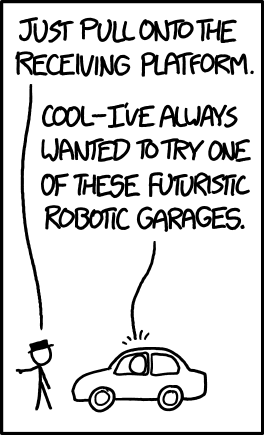 JUST PULL ONTO THE
RECEIVING PLATFORM.
COOL-I'VE ALWAYS
WANTED TO TRY ONE
OF THESE FUTURISTIC
ROBOTIC GARAGES.